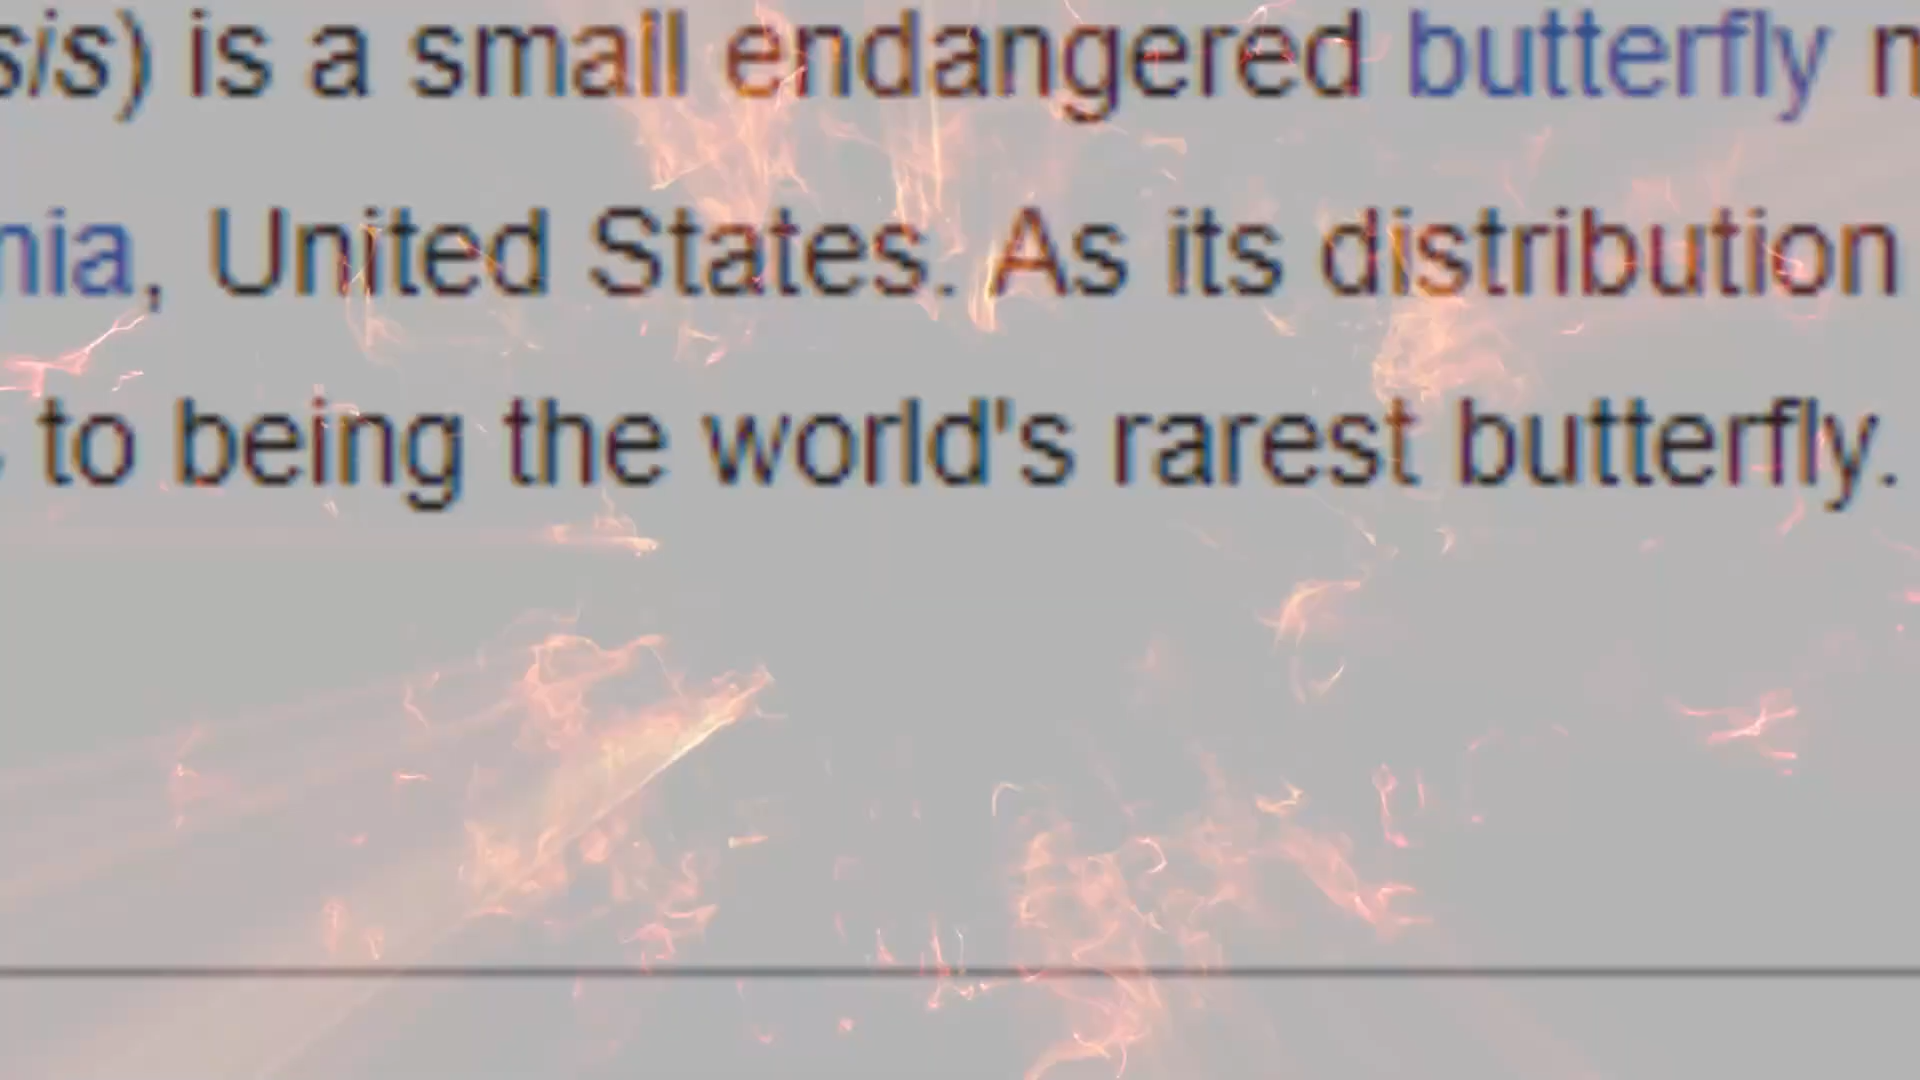 sis) is a small endangered butterfly n
nia, United States. As its distribution
to being the world's rarest butterfly.